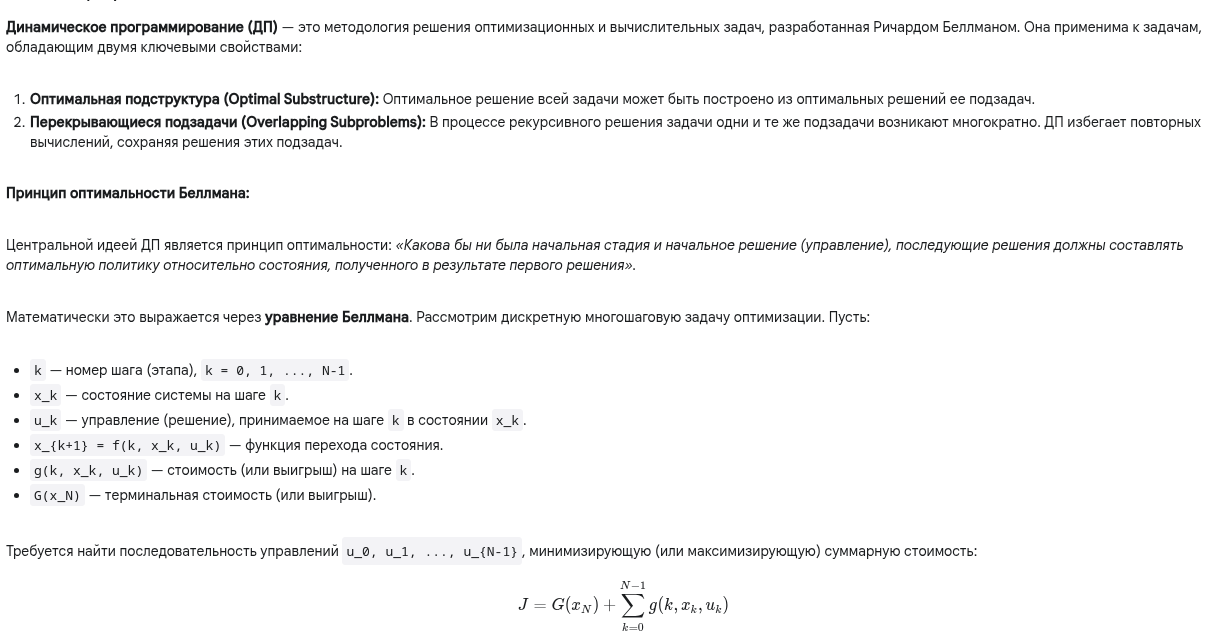 Динамическое программирование (ДП) — это методология решения оптимизационных и вычислительных задач, разработанная Ричардом Беллманом. Она применима к задачам,
обладающим двумя ключевыми свойствами:
1. Оптимальная подструктура (Optimal Substructure): Оптимальное решение всей задачи может быть построено из оптимальных решений ее подзадач.
2. Перекрывающиеся подзадачи (Overlapping Subproblems): В процессе рекурсивного решения задачи одни и те же подзадачи возникают многократно. ДП избегает повторных
вычислений, сохраняя решения этих подзадач.
Принцип оптимальности Беллмана:
Центральной идеей ДП является принцип оптимальности: «Какова бы ни была начальная стадия и начальное решение (управление), последующие решения должны составлять
оптимальную политику относительно состояния, полученного в результате первого решения».
Математически это выражается через уравнение Беллмана. Рассмотрим дискретную многошаговую задачу оптимизации. Пусть:
• k — номер шага (этапа), k = 0, 1, ..., N-1.
• x_k — состояние системы на шаге k.
• u_k — управление (решение), принимаемое на шаге k в состоянии x_k.
• x_{k+1} = f(k, x_k, u_k) — функция перехода состояния.
• g(k, x_k, u_k) — стоимость (или выигрыш) на шаге k.
• G(x_N) — терминальная стоимость (или выигрыш).
Требуется найти последовательность управлений u_0, u_1, ..., u_{N-1}, минимизирующую (или максимизирующую) суммарную стоимость:
J = G(x_N) + ∑_{k=0}^{N−1} g(k, x_k, u_k)